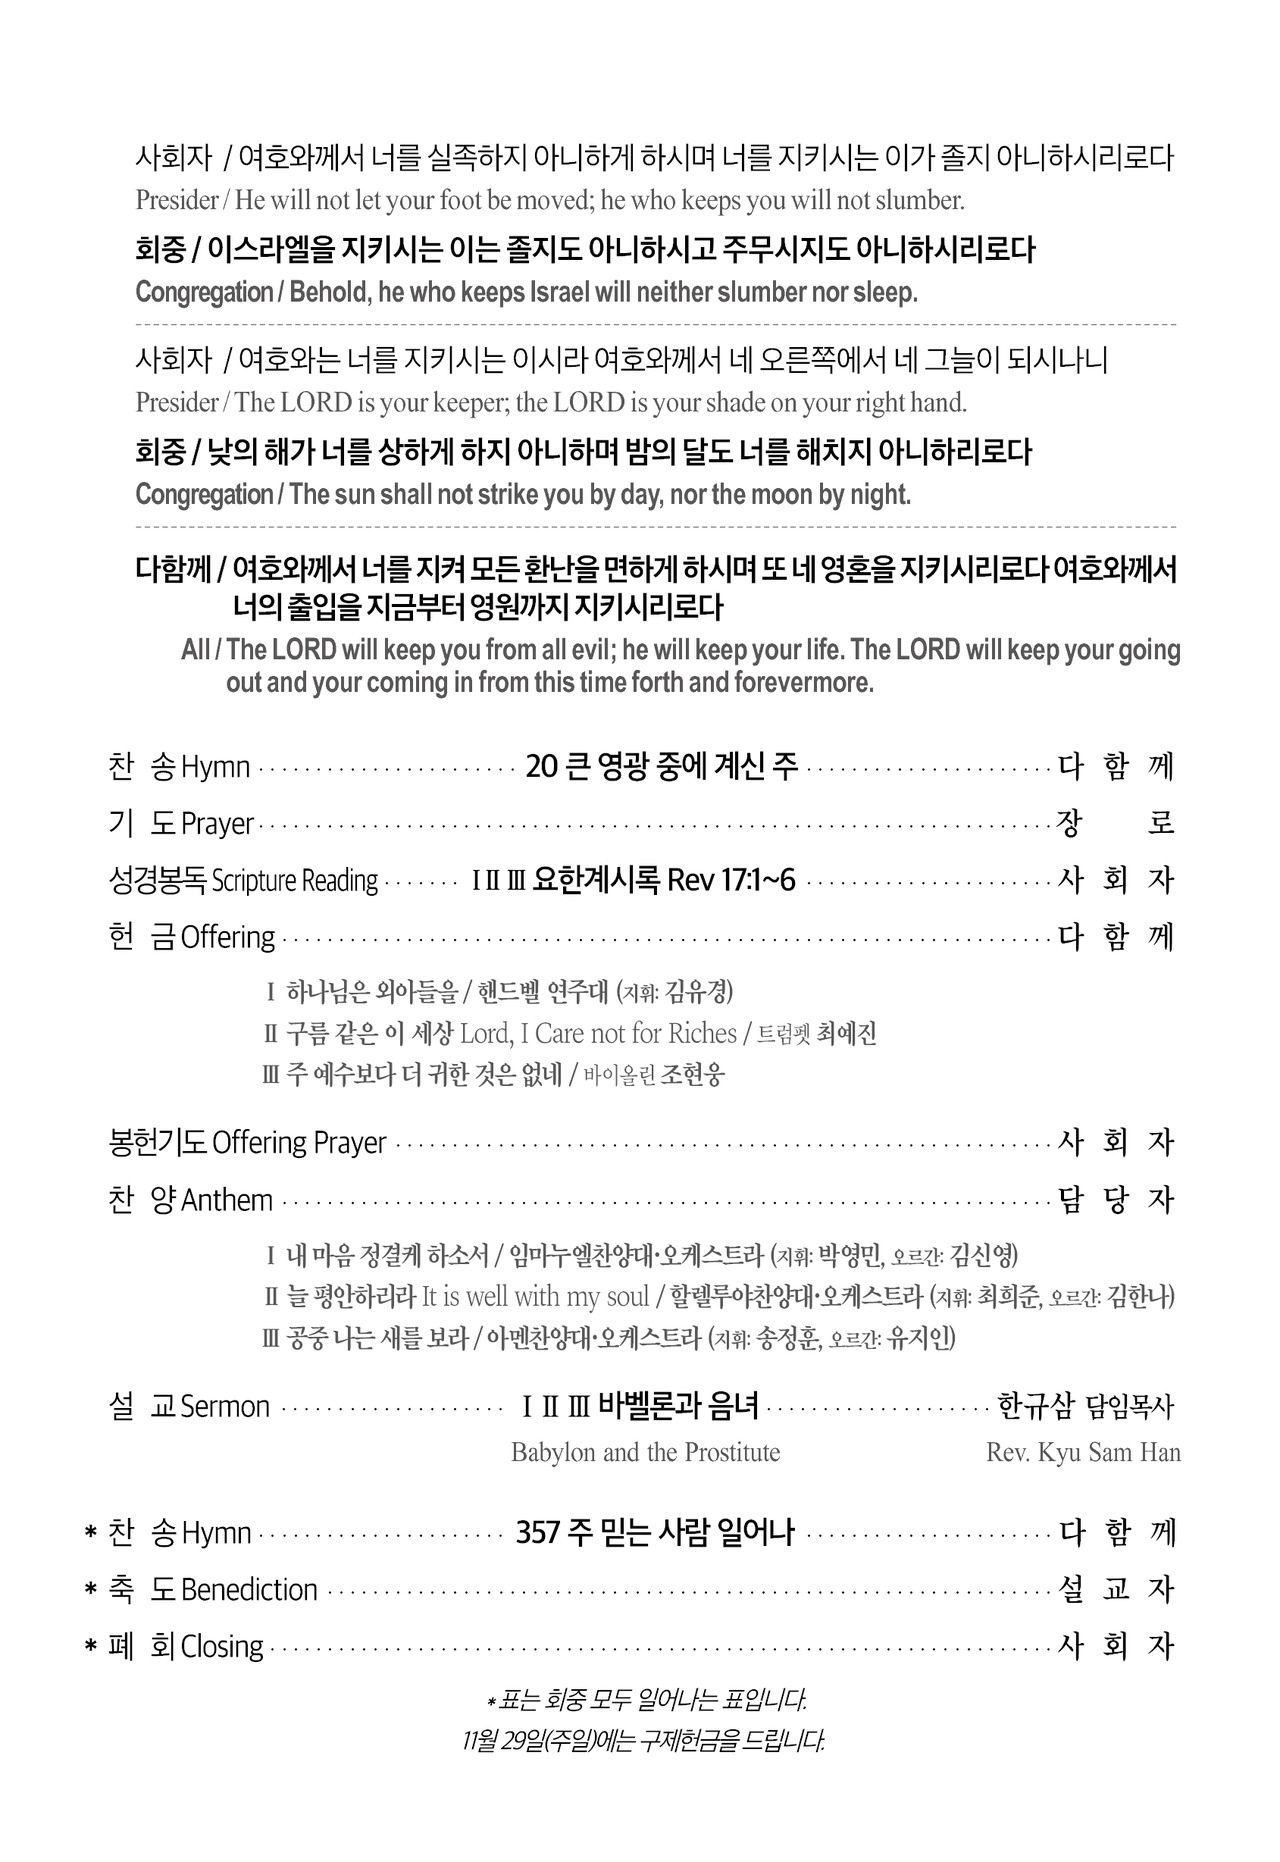 사회자 / 여호와께서 너를 실족하지 아니하게 하시며 너를 지키시는 이가 졸지 아니하시리로다
Presider / He will not let your foot be moved; he who keeps you will not slumber.
회중 / 이스라엘을 지키시는 이는 졸지도 아니하시고 주무시지도 아니하시리로다
Congregation / Behold, he who keeps Israel will neither slumber nor sleep.
사회자 / 여호와는 너를 지키시는 이시라 여호와께서 네 오른쪽에서 네 그늘이 되시나니
Presider / The LORD is your keeper; the LORD is your shade on your right hand.
회중 / 낮의 해가 너를 상하게 하지 아니하며 밤의 달도 너를 해치지 아니하리로다
Congregation / The sun shall not strike you by day, nor the moon by night.
다함께 / 여호와께서 너를 지켜 모든 환난을 면하게 하시며 또 네 영혼을 지키시리로다 여호와께서
너의 출입을 지금부터 영원까지 지키시리로다
All / The LORD will keep you from all evil; he will keep your life. The LORD will keep your going
out and your coming in from this time forth and forevermore.
찬 송 Hymn ······················· 20 큰 영광 중에 계신 주 ······················ 다 함 께
기 도 Prayer ······································································· 장 로
성경봉독 Scripture Reading ······· Ⅰ Ⅱ Ⅲ 요한계시록 Rev 17:1~6 ······················ 사 회 자
헌 금 Offering ····································································· 다 함 께
Ⅰ 하나님은 외아들을 / 핸드벨 연주대 (지휘: 김유경)
Ⅱ 구름 같은 이 세상 Lord, I Care not for Riches / 트럼펫 최예진
Ⅲ 주 예수보다 더 귀한 것은 없네 / 바이올린 조현웅
봉헌기도 Offering Prayer ··························································· 사 회 자
찬 양 Anthem ····································································· 담 당 자
Ⅰ 내 마음 정결케 하소서 / 임마누엘찬양대·오케스트라 (지휘: 박영민, 오르간: 김신영)
Ⅱ 늘 평안하리라 It is well with my soul / 할렐루야찬양대·오케스트라 (지휘: 최희준, 오르간: 김한나)
Ⅲ 공중 나는 새를 보라 / 아멘찬양대·오케스트라 (지휘: 송정훈, 오르간: 유지인)
설 교 Sermon ···················· Ⅰ Ⅱ Ⅲ 바벨론과 음녀 ···················· 한규삼 담임목사
Babylon and the Prostitute Rev. Kyu Sam Han
* 찬 송 Hymn ······················ 357 주 믿는 사람 일어나 ······················ 다 함 께
* 축 도 Benediction ································································· 설 교 자
* 폐 회 Closing ······································································ 사 회 자
* 표는 회중 모두 일어나는 표입니다.
11월 29일(주일)에는 구제헌금을 드립니다.